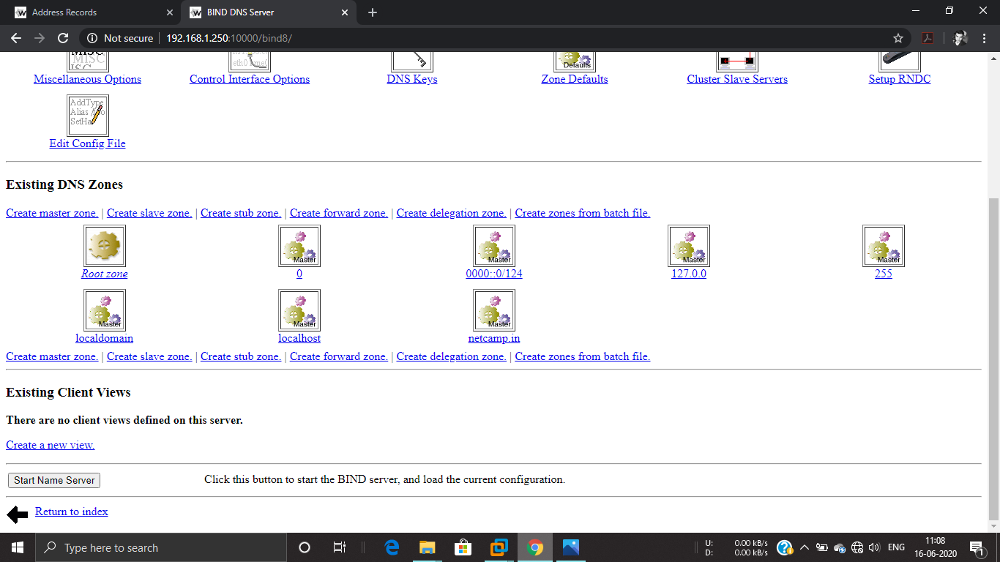 Address Records
BIND DNS Server
Not secure | 192.168.1.250:10000/bind8/
MISC
Defaults
Miscellaneous Options Control Interface Options DNS Keys Zone Defaults Cluster Slave Servers Setup RNDC
AddType
Alias
SetHa
Edit Config File
Existing DNS Zones
Create master zone. | Create slave zone. | Create stub zone. | Create forward zone. | Create delegation zone. | Create zones from batch file.
Master Master Master Master
Root zone 0 0000::0/124 127.0.0 255
Master Master Master
localdomain localhost netcamp.in
Create master zone. | Create slave zone. | Create stub zone. | Create forward zone. | Create delegation zone. | Create zones from batch file.
Existing Client Views
There are no client views defined on this server.
Create a new view.
Start Name Server Click this button to start the BIND server, and load the current configuration.
Return to index
Type here to search
U: 0.00 kB/s
D: 0.00 kB/s
ENG
11:08
16-06-2020
1